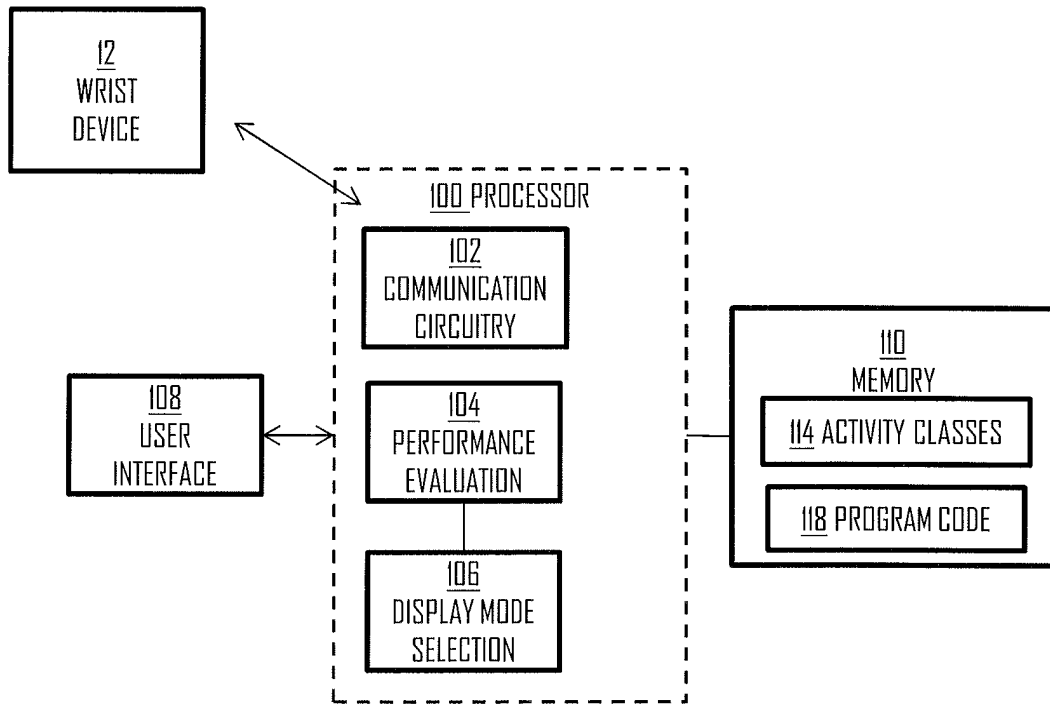 12
WRIST
DEVICE
100 PROCESSOR
102
COMMUNICATION
CIRCUITRY
108
USER
INTERFACE
104
PERFORMANCE
EVALUATION
106
DISPLAY MODE
SELECTION
110
MEMORY
114 ACTIVITY CLASSES
118 PROGRAM CODE